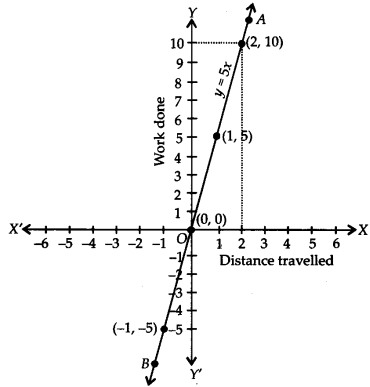 Y
A
10
(2, 10)
9
8
y = 5x
7
6
Work done
5
(1, 5)
4
3
2
1
(0, 0)
X′
O
X
–6 –5 –4 –3 –2 –1
1 2 3 4 5 6
–1
Distance travelled
–2
–3
–4
(–1, –5)
–5
B
Y′